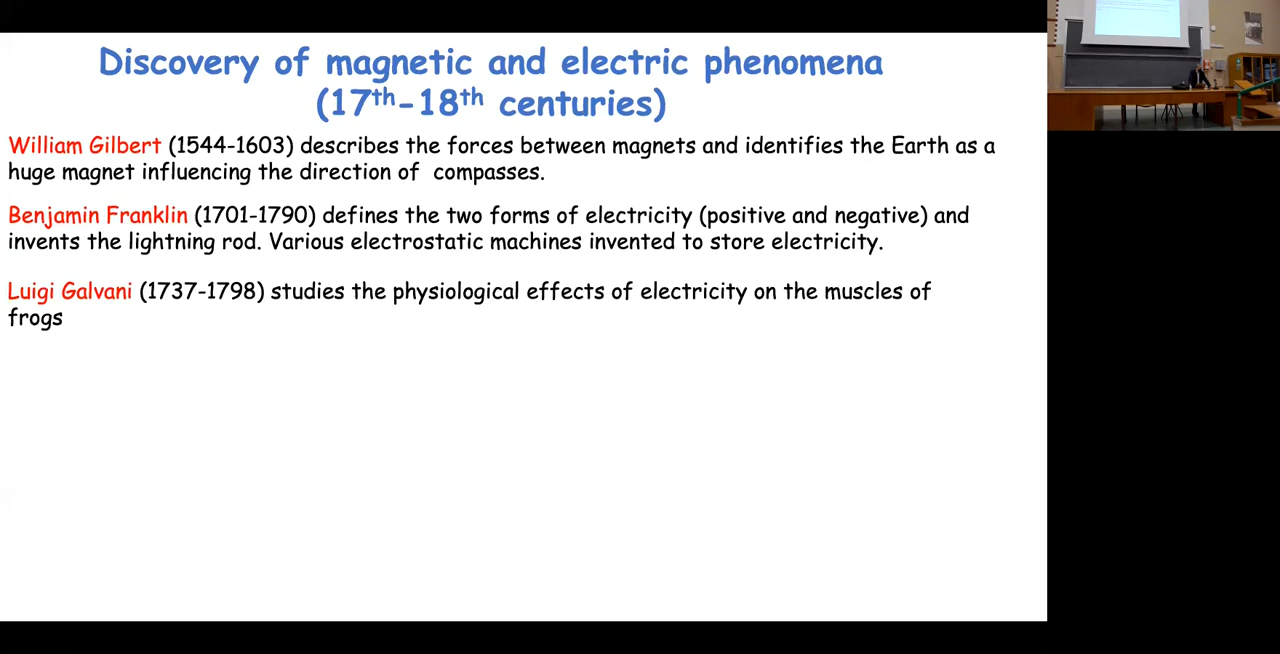 Discovery of magnetic and electric phenomena
(17th-18th centuries)
William Gilbert (1544-1603) describes the forces between magnets and identifies the Earth as a
huge magnet influencing the direction of  compasses.
Benjamin Franklin (1701-1790) defines the two forms of electricity (positive and negative) and
invents the lightning rod. Various electrostatic machines invented to store electricity.
Luigi Galvani (1737-1798) studies the physiological effects of electricity on the muscles of
frogs